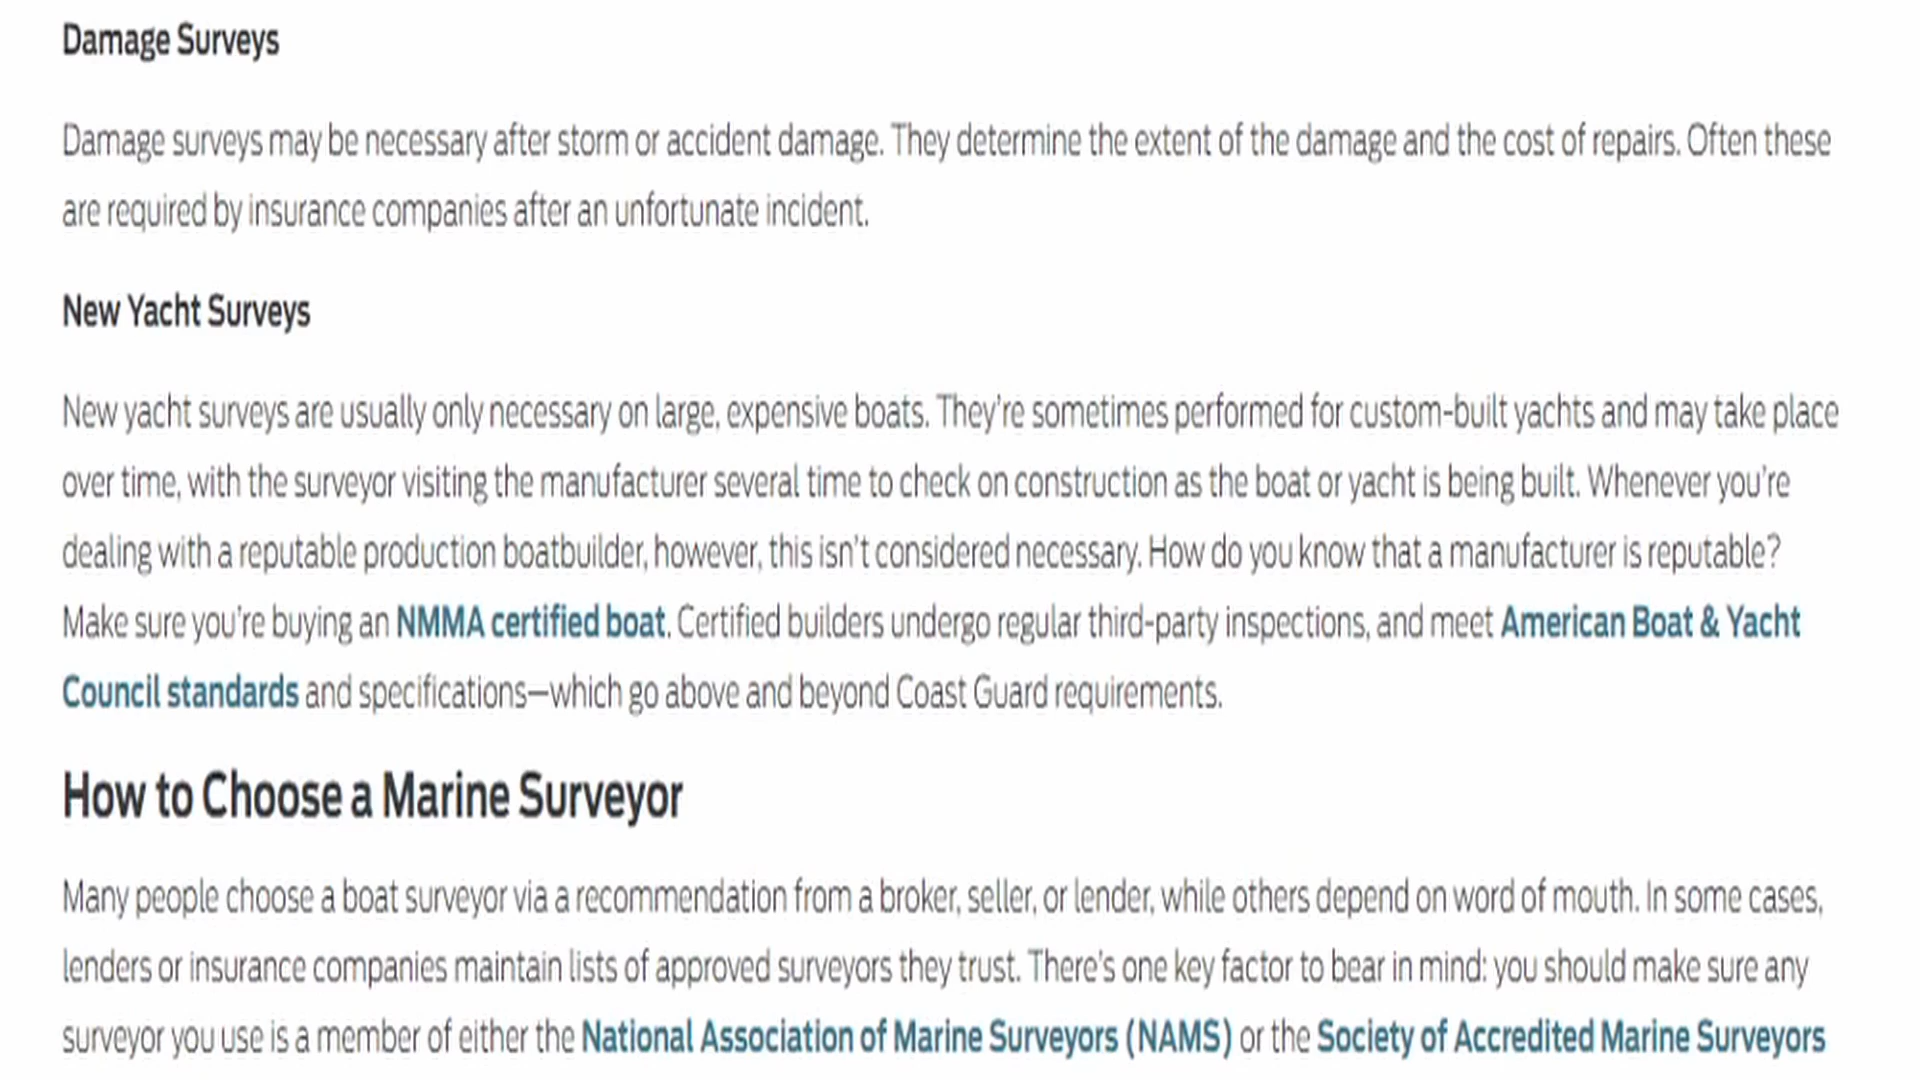 Damage Surveys
Damage surveys may be necessary after storm or accident damage. They determine the extent of the damage and the cost of repairs. Often these
are required by insurance companies after an unfortunate incident.
New Yacht Surveys
New yacht surveys are usually only necessary on large, expensive boats. They're sometimes performed for custom-built yachts and may take place
over time, with the surveyor visiting the manufacturer several time to check on construction as the boat or yacht is being built. Whenever you're
dealing with a reputable production boatbuilder, however, this isn't considered necessary. How do you know that a manufacturer is reputable?
Make sure you're buying an NMMA certified boat. Certified builders undergo regular third-party inspections, and meet American Boat & Yacht
Council standards and specifications—which go above and beyond Coast Guard requirements.
How to Choose a Marine Surveyor
Many people choose a boat surveyor via a recommendation from a broker, seller, or lender, while others depend on word of mouth. In some cases,
lenders or insurance companies maintain lists of approved surveyors they trust. There's one key factor to bear in mind: you should make sure any
surveyor you use is a member of either the National Association of Marine Surveyors (NAMS) or the Society of Accredited Marine Surveyors